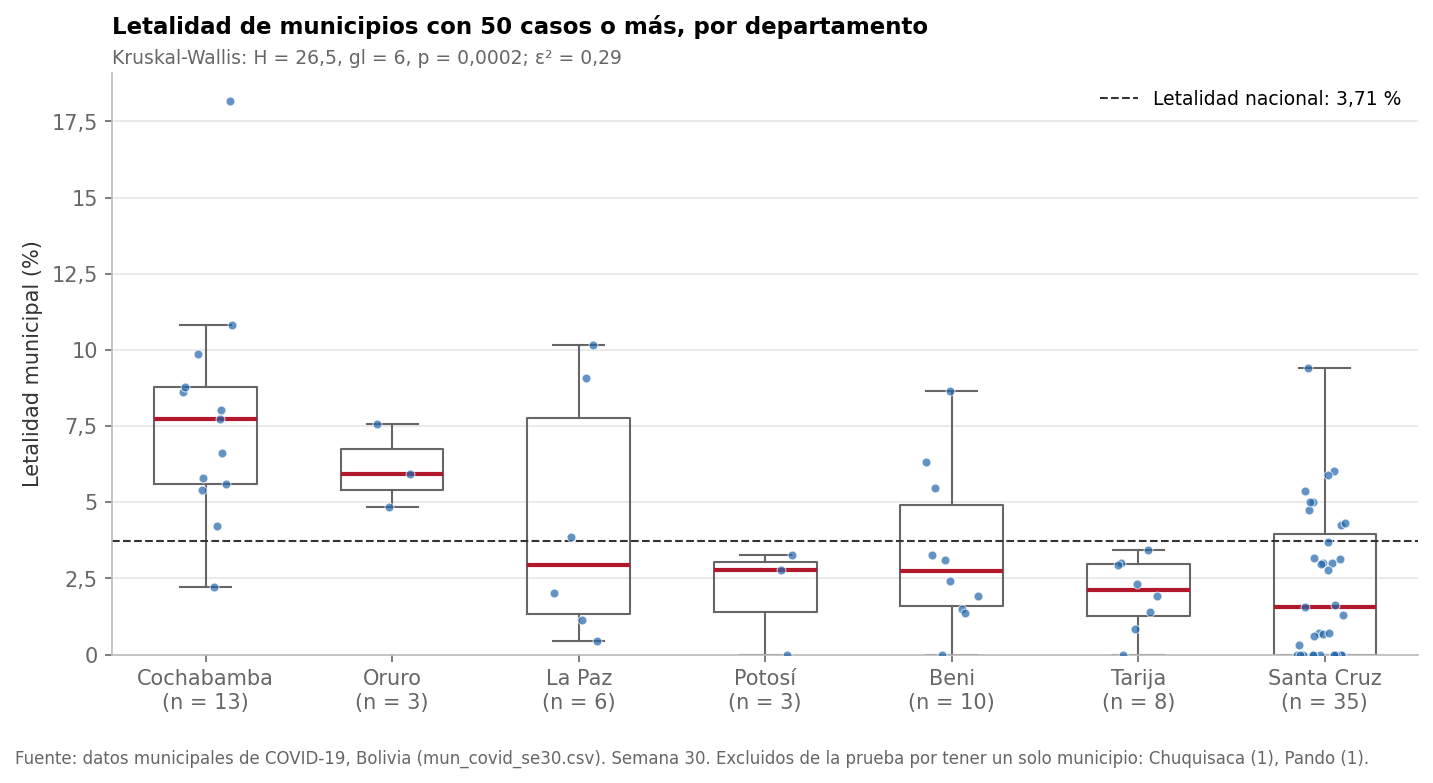 Letalidad de municipios con 50 casos o más, por departamento
Kruskal-Wallis: H = 26,5, gl = 6, p = 0,0002; ε² = 0,29
Letalidad nacional: 3,71 %
Letalidad municipal (%)
17,5
15
12,5
10
7,5
5
2,5
0
Cochabamba
(n = 13)
Oruro
(n = 3)
La Paz
(n = 6)
Potosí
(n = 3)
Beni
(n = 10)
Tarija
(n = 8)
Santa Cruz
(n = 35)
Fuente: datos municipales de COVID-19, Bolivia (mun_covid_se30.csv). Semana 30. Excluidos de la prueba por tener un solo municipio: Chuquisaca (1), Pando (1).